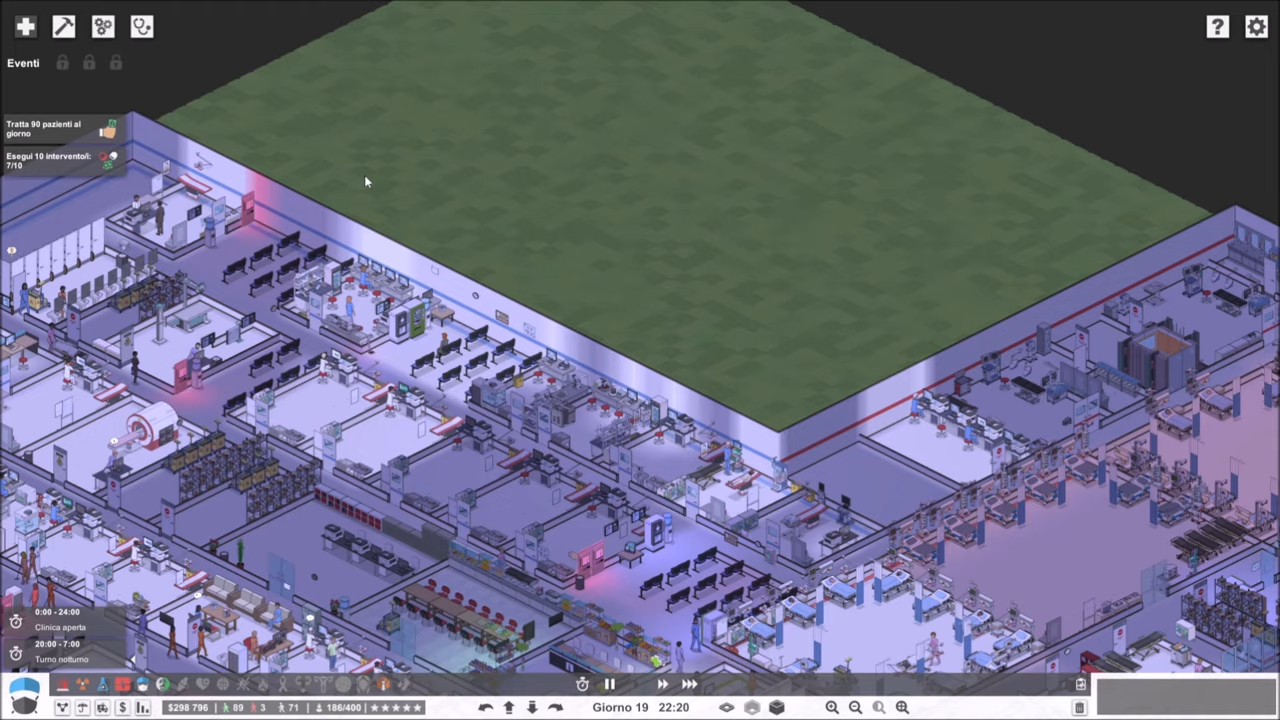 Eventi
Tratta 90 pazienti al
giorno
Esegui 10 intervento/i:
7/10
0:00 - 24:00
Clinica aperta
20:00 - 7:00
Turno notturno
$298 796 | 89 3 | 71 | 186/400
Giorno 19 22:20